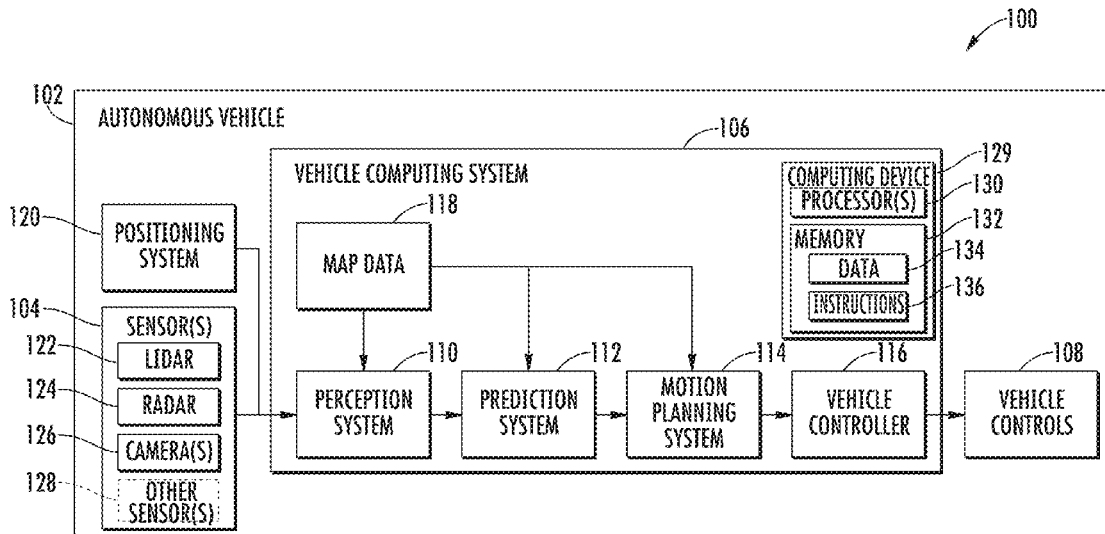 100
102
AUTONOMOUS VEHICLE
106
VEHICLE COMPUTING SYSTEM
129
COMPUTING DEVICE
130
PROCESSOR(S)
132
MEMORY
134
DATA
136
INSTRUCTIONS
118
MAP DATA
120
POSITIONING
SYSTEM
104
SENSOR(S)
122
LIDAR
124
RADAR
126
CAMERA(S)
128
OTHER
SENSOR(S)
110
PERCEPTION
SYSTEM
112
PREDICTION
SYSTEM
114
MOTION
PLANNING
SYSTEM
116
VEHICLE
CONTROLLER
108
VEHICLE
CONTROLS